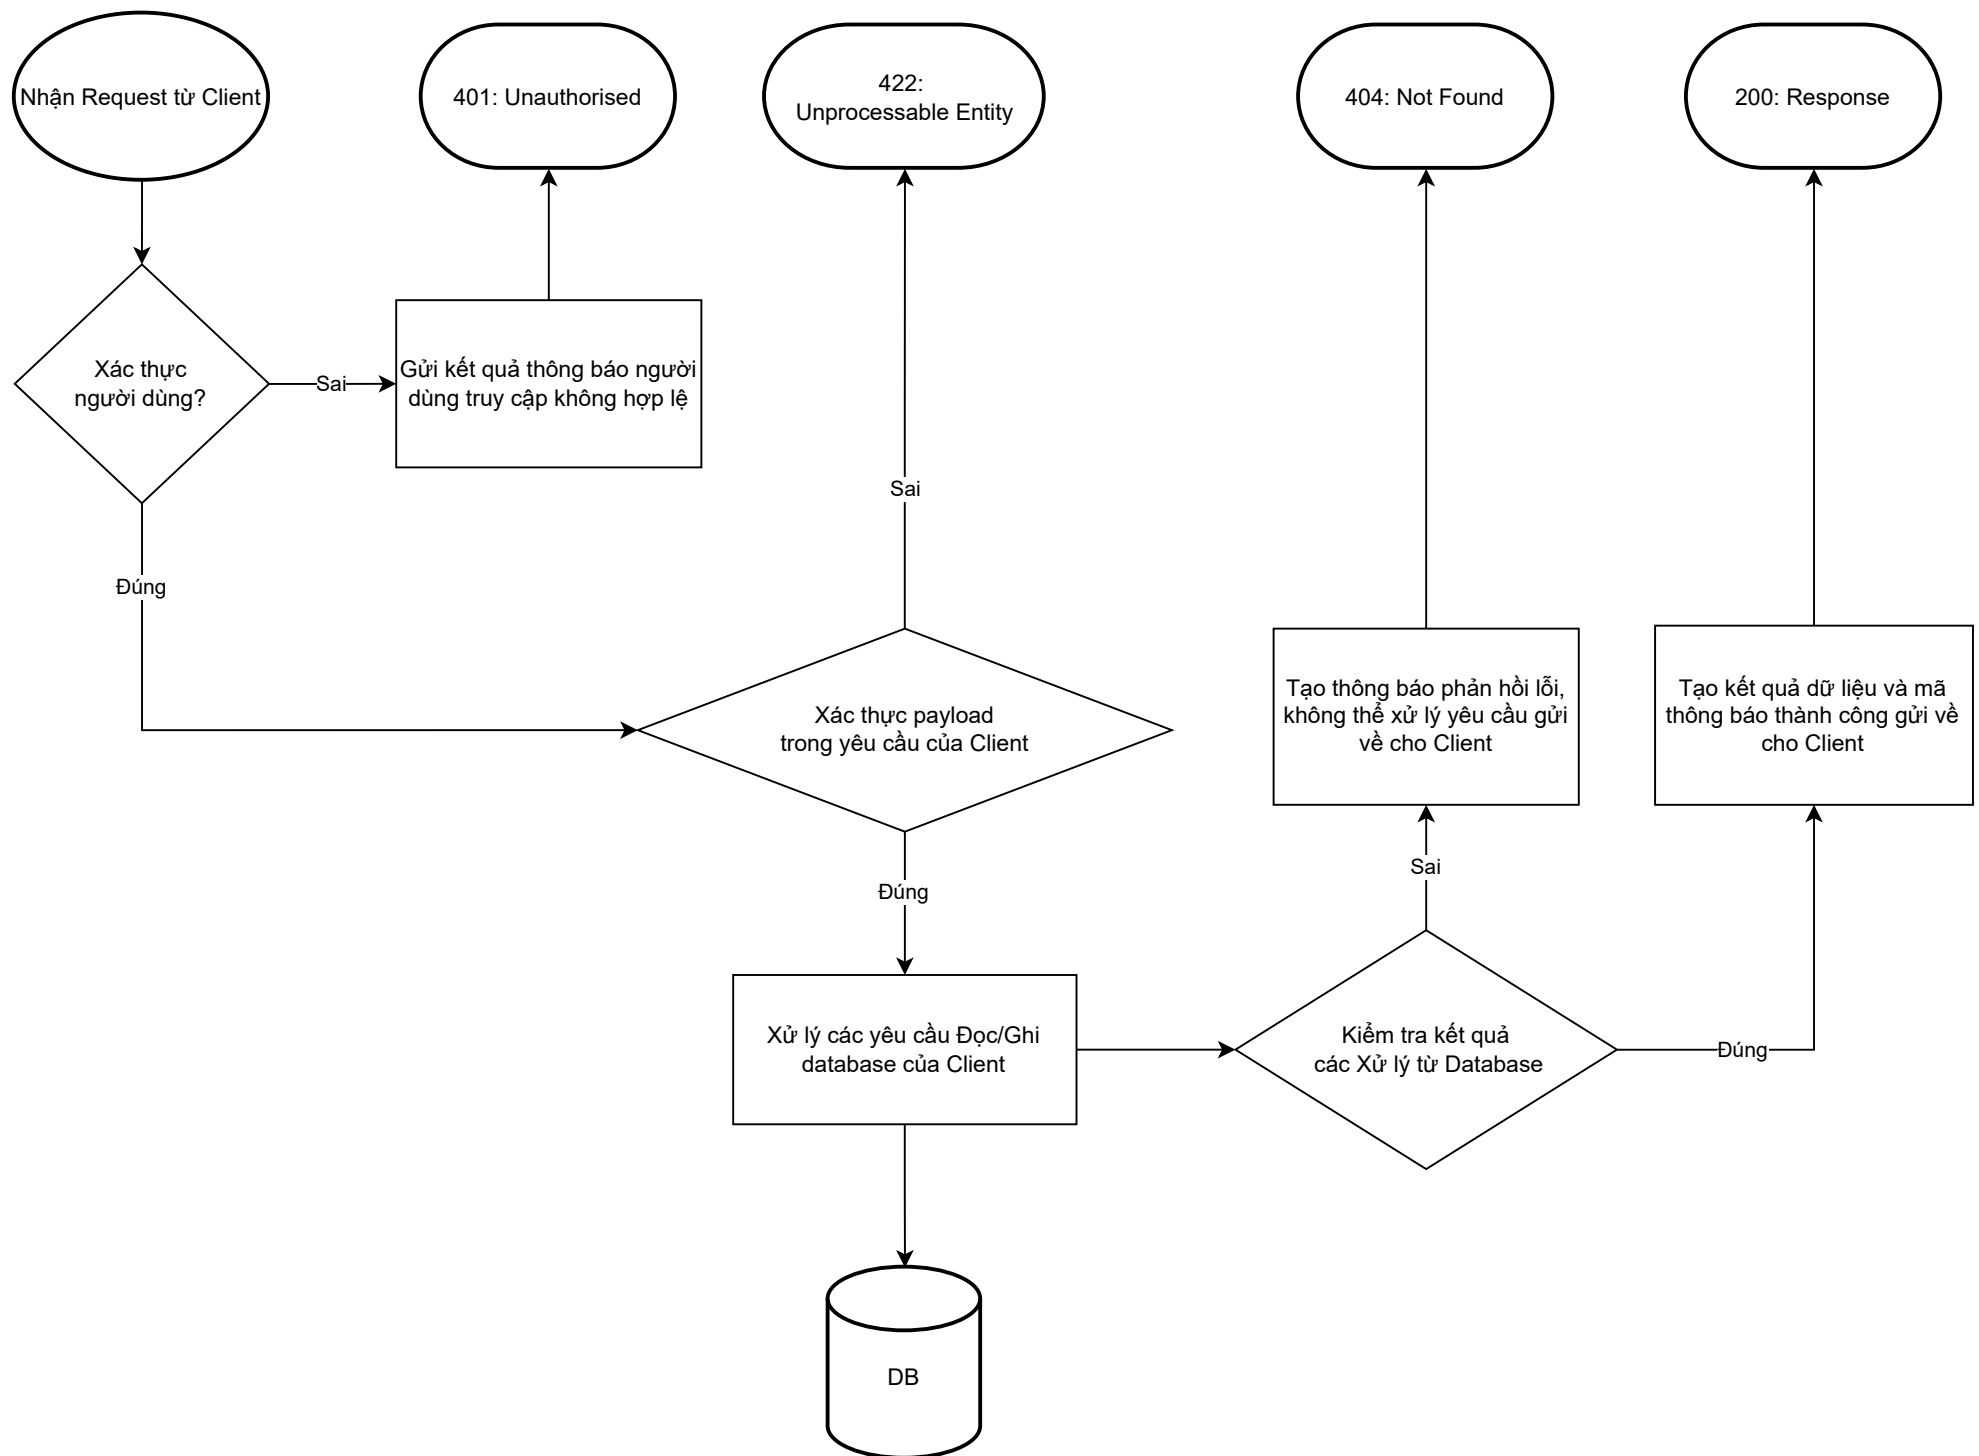 Nhận Request từ Client
401: Unauthorised
422:
Unprocessable Entity
404: Not Found
200: Response
Xác thực
người dùng?
Sai
Gửi kết quả thông báo người
dùng truy cập không hợp lệ
Sai
Đúng
Xác thực payload
trong yêu cầu của Client
Tạo thông báo phản hồi lỗi,
không thể xử lý yêu cầu gửi
về cho Client
Tạo kết quả dữ liệu và mã
thông báo thành công gửi về
cho Client
Sai
Đúng
Xử lý các yêu cầu Đọc/Ghi
database của Client
Kiểm tra kết quả
các Xử lý từ Database
Đúng
DB